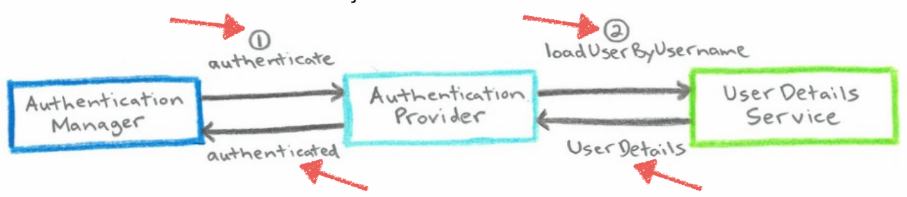 ①
authenticate
②
loadUserByUsername
Authentication
Manager
Authentication
Provider
User Details
Service
authenticated
UserDetails